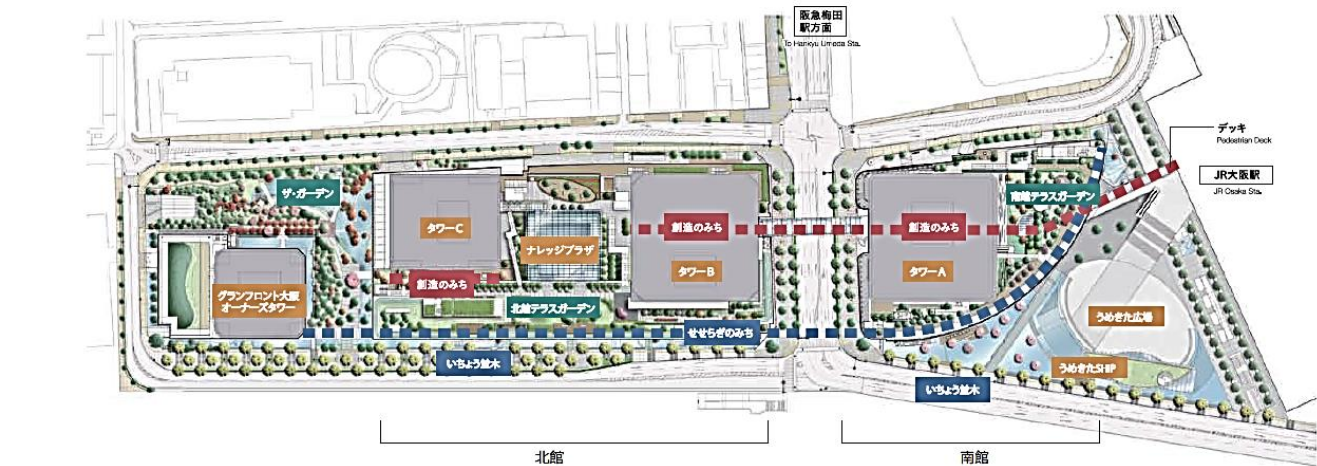 阪急梅田
駅方面
To Hankyu Umeda Sta.
デッキ
Pedestrian Deck
JR大阪駅
JR Osaka Sta.
ザ・ガーデン
南館テラスガーデン
タワーC
創造のみち
創造のみち
ナレッジプラザ
タワーB
タワーA
創造のみち
グランフロント大阪
オーナーズタワー
北館テラスガーデン
せせらぎのみち
うめきた広場
いちょう並木
うめきたSHIP
いちょう並木
北館
南館